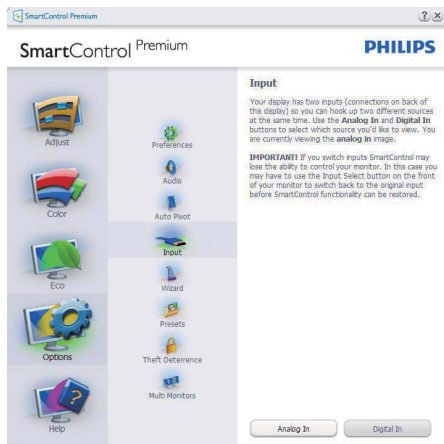 SmartControl Premium
SmartControl Premium
PHILIPS
Adjust
Color
Eco
Options
Help
Preferences
Audio
Auto Pivot
Input
Wizard
Presets
Theft Deterrence
Multi Monitors
Input
Your display has two inputs (connections on back of
this display) so you can hook up two different sources
at the same time. Use the Analog In and Digital In
buttons to select which source you'd like to view. You
are currently viewing the analog in image.
IMPORTANT! If you switch inputs SmartControl may
lose the ability to control your monitor. In this case you
may have to use the Input Select button on the front
of your monitor to switch back to the original input
before SmartControl functionality can be restored.
Analog In
Digital In